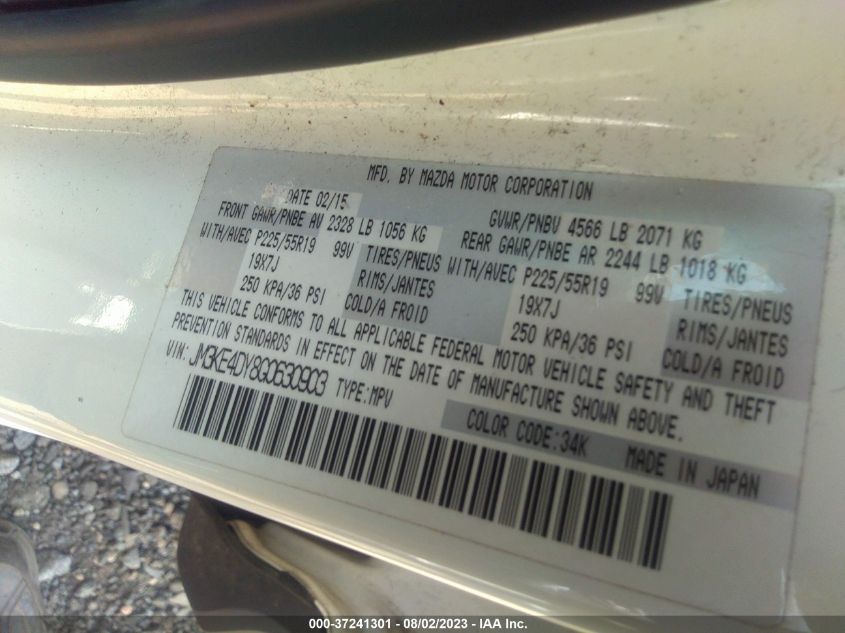 MFD. BY MAZDA MOTOR CORPORATION
DATE 02/15
GVWR/PNBV 4566 LB 2071 KG
FRONT GAWR/PNBE AV 2328 LB 1056 KG
REAR GAWR/PNBE AR 2244 LB 1018 KG
WITH/AVEC P225/55R19 99V TIRES/PNEUS
19X7J RIMS/JANTES
250 KPA/36 PSI COLD/A FROID
WITH/AVEC P225/55R19 99V TIRES/PNEUS
19X7J RIMS/JANTES
250 KPA/36 PSI COLD/A FROID
THIS VEHICLE CONFORMS TO ALL APPLICABLE FEDERAL MOTOR VEHICLE SAFETY AND THEFT
PREVENTION STANDARDS IN EFFECT ON THE DATE OF MANUFACTURE SHOWN ABOVE.
VIN: JM3KE4DY8G0630903 TYPE:MPV
COLOR CODE:34K MADE IN JAPAN
000-37241301 - 08/02/2023 - IAA Inc.